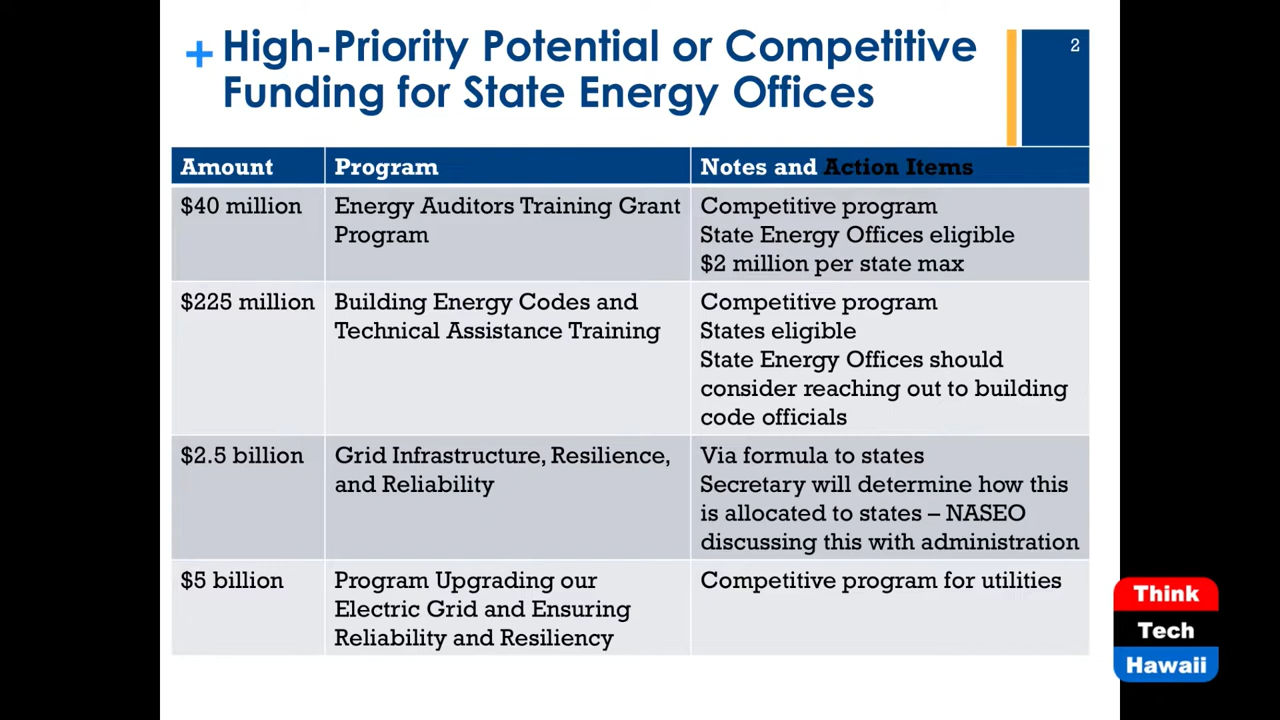 + High-Priority Potential or Competitive
Funding for State Energy Offices
2
Amount Program Notes and Action Items
$40 million Energy Auditors Training Grant Competitive program
Program State Energy Offices eligible
$2 million per state max
$225 million Building Energy Codes and Competitive program
Technical Assistance Training States eligible
State Energy Offices should
consider reaching out to building
code officials
$2.5 billion Grid Infrastructure, Resilience, Via formula to states
and Reliability Secretary will determine how this
is allocated to states – NASEO
discussing this with administration
$5 billion Program Upgrading our Competitive program for utilities
Electric Grid and Ensuring
Reliability and Resiliency
Think
Tech
Hawaii